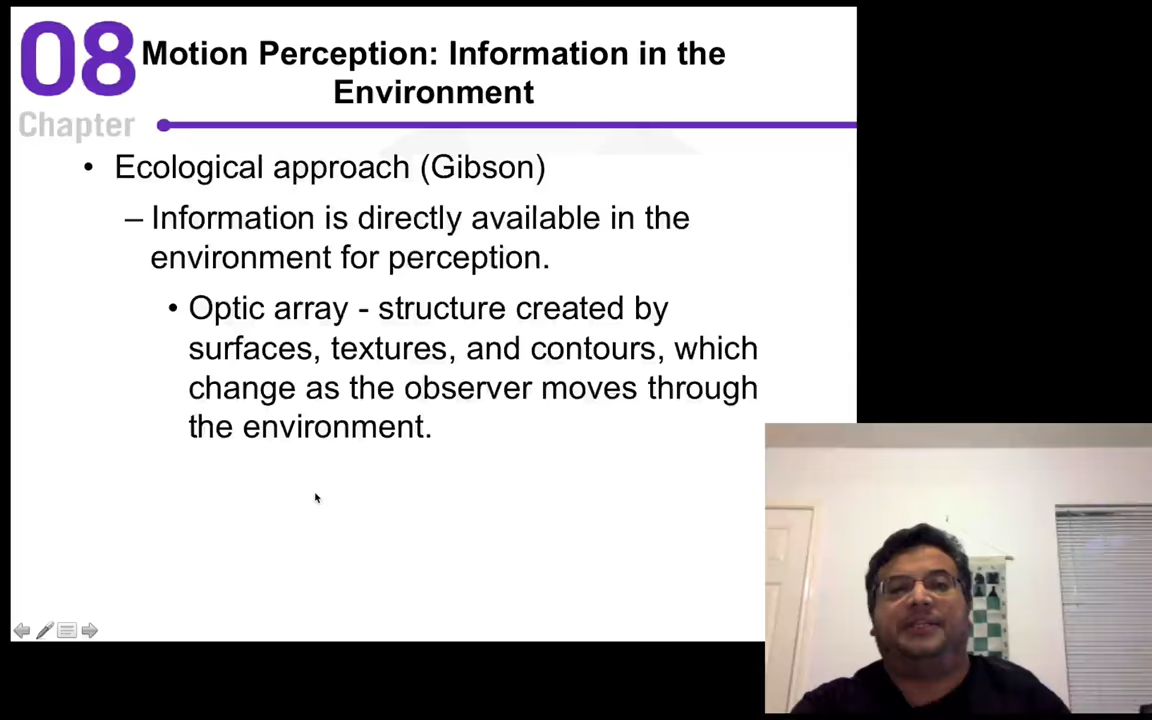 08
Chapter
Motion Perception: Information in the
Environment
• Ecological approach (Gibson)
– Information is directly available in the
environment for perception.
• Optic array - structure created by
surfaces, textures, and contours, which
change as the observer moves through
the environment.